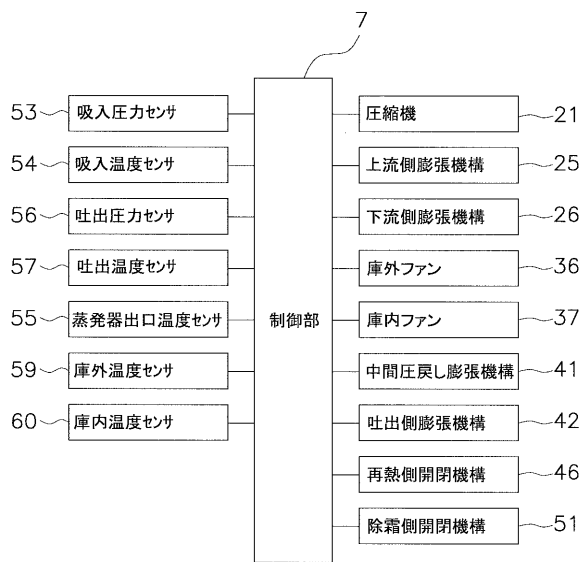 7
53 吸入圧力センサ
54 吸入温度センサ
56 吐出圧力センサ
57 吐出温度センサ
55 蒸発器出口温度センサ
59 庫外温度センサ
60 庫内温度センサ
制御部
圧縮機 21
上流側膨張機構 25
下流側膨張機構 26
庫外ファン 36
庫内ファン 37
中間圧戻し膨張機構 41
吐出側膨張機構 42
再熱側開閉機構 46
除霜側開閉機構 51